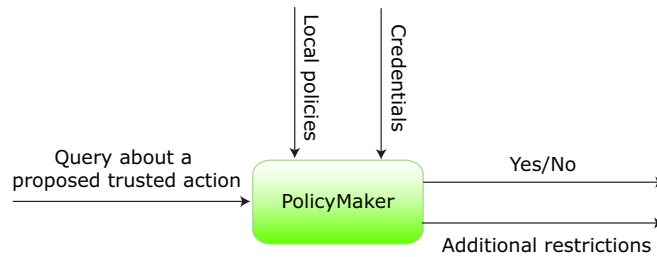 Local policies
Credentials
Query about a
proposed trusted action
PolicyMaker
Yes/No
Additional restrictions